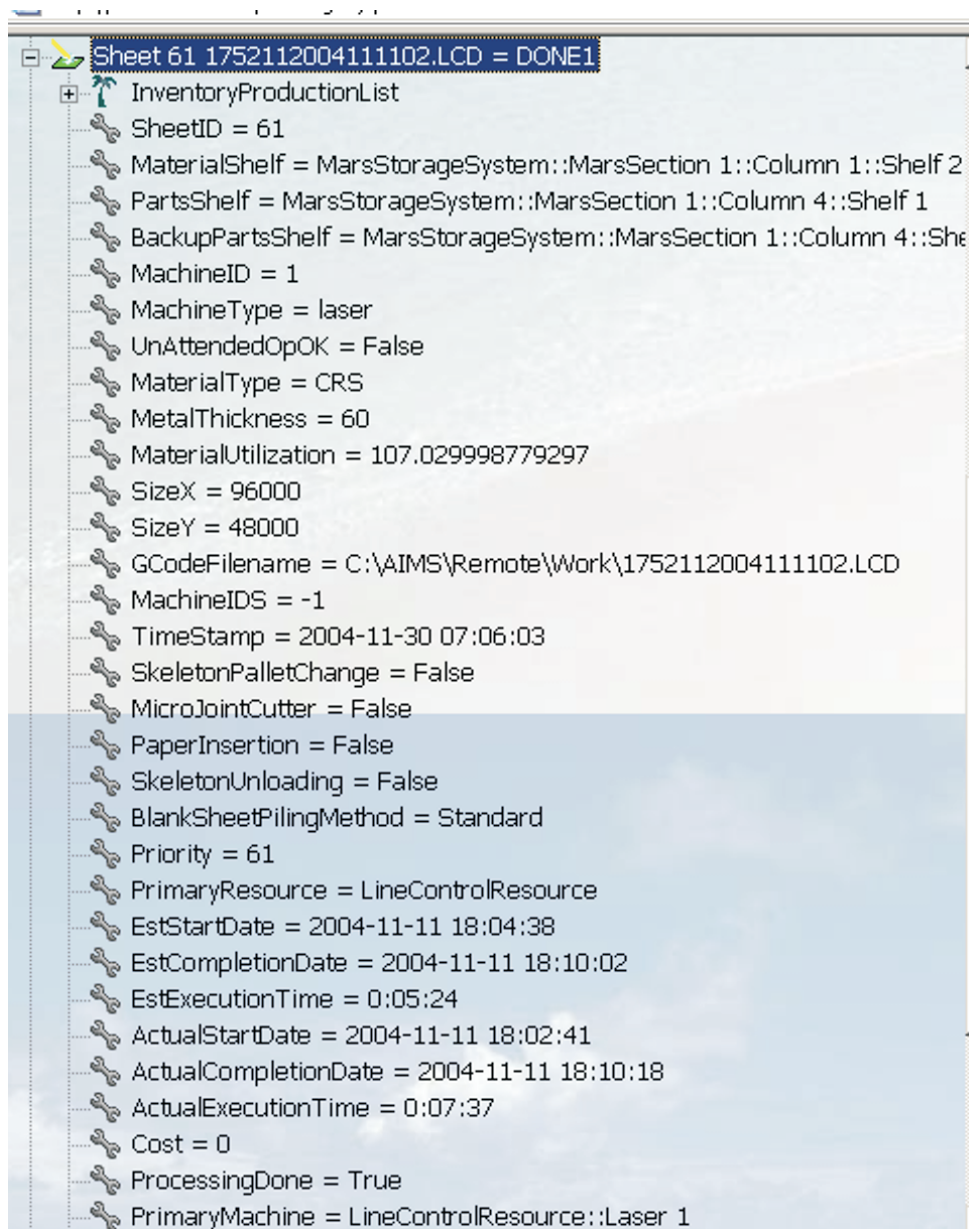 Sheet 61 1752112004111102.LCD = DONE1
InventoryProductionList
SheetID = 61
MaterialShelf = MarsStorageSystem::MarsSection 1::Column 1::Shelf 2
PartsShelf = MarsStorageSystem::MarsSection 1::Column 4::Shelf 1
BackupPartsShelf = MarsStorageSystem::MarsSection 1::Column 4::She
MachineID = 1
MachineType = laser
UnAttendedOpOK = False
MaterialType = CRS
MetalThickness = 60
MaterialUtilization = 107.029998779297
SizeX = 96000
SizeY = 48000
GCodeFilename = C:\AIMS\Remote\Work\1752112004111102.LCD
MachineIDS = -1
TimeStamp = 2004-11-30 07:06:03
SkeletonPalletChange = False
MicroJointCutter = False
PaperInsertion = False
SkeletonUnloading = False
BlankSheetPilingMethod = Standard
Priority = 61
PrimaryResource = LineControlResource
EstStartDate = 2004-11-11 18:04:38
EstCompletionDate = 2004-11-11 18:10:02
EstExecutionTime = 0:05:24
ActualStartDate = 2004-11-11 18:02:41
ActualCompletionDate = 2004-11-11 18:10:18
ActualExecutionTime = 0:07:37
Cost = 0
ProcessingDone = True
PrimaryMachine = LineControlResource::Laser 1